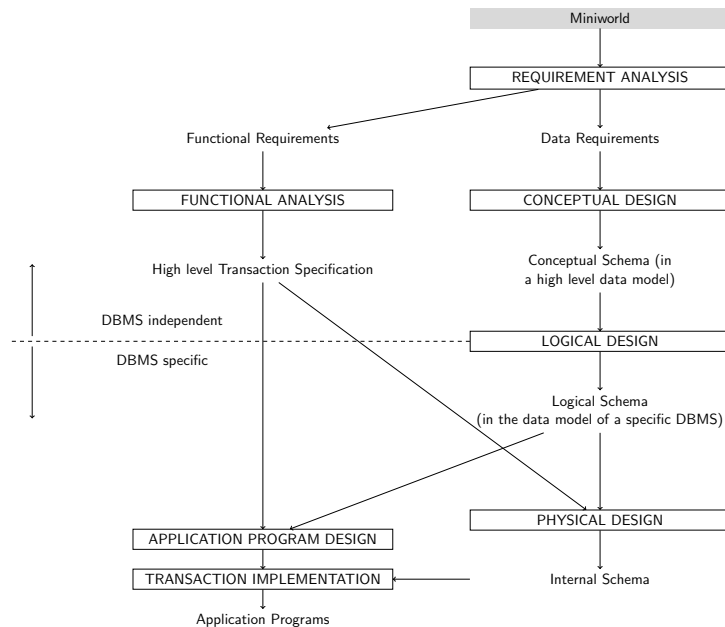 Miniworld
REQUIREMENT ANALYSIS
Functional Requirements
Data Requirements
FUNCTIONAL ANALYSIS
CONCEPTUAL DESIGN
High level Transaction Specification
Conceptual Schema (in
a high level data model)
DBMS independent
LOGICAL DESIGN
DBMS specific
Logical Schema
(in the data model of a specific DBMS)
PHYSICAL DESIGN
APPLICATION PROGRAM DESIGN
TRANSACTION IMPLEMENTATION
Internal Schema
Application Programs